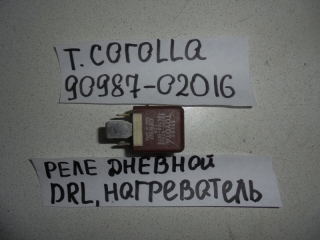 T. COROLLA
90987-02016
РЕЛЕ ДНЕВНОЙ
DRL, НАГРЕВАТЕЛЬ